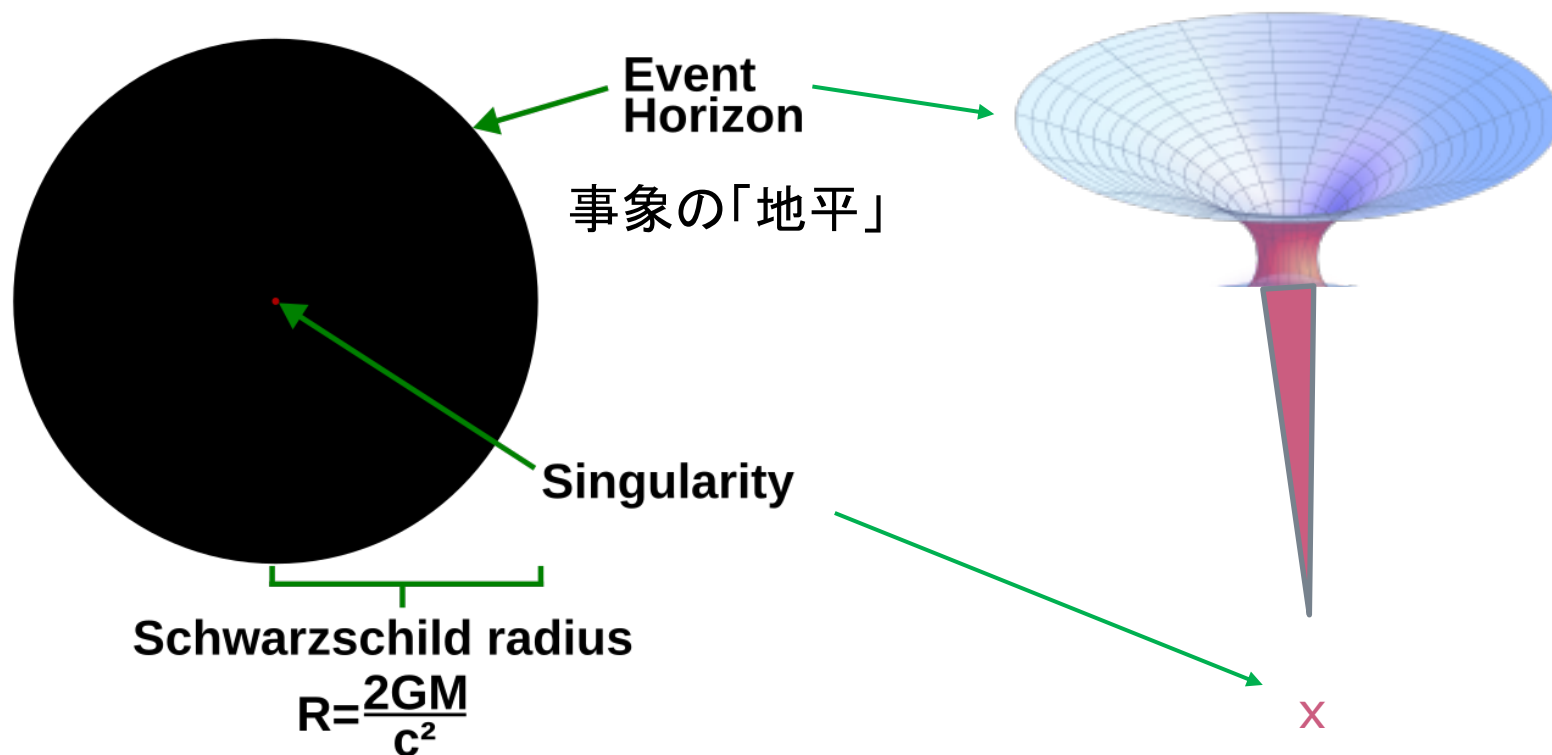 Event
Horizon
事象の「地平」
Singularity
Schwarzschild radius
R=2GM/c²
x